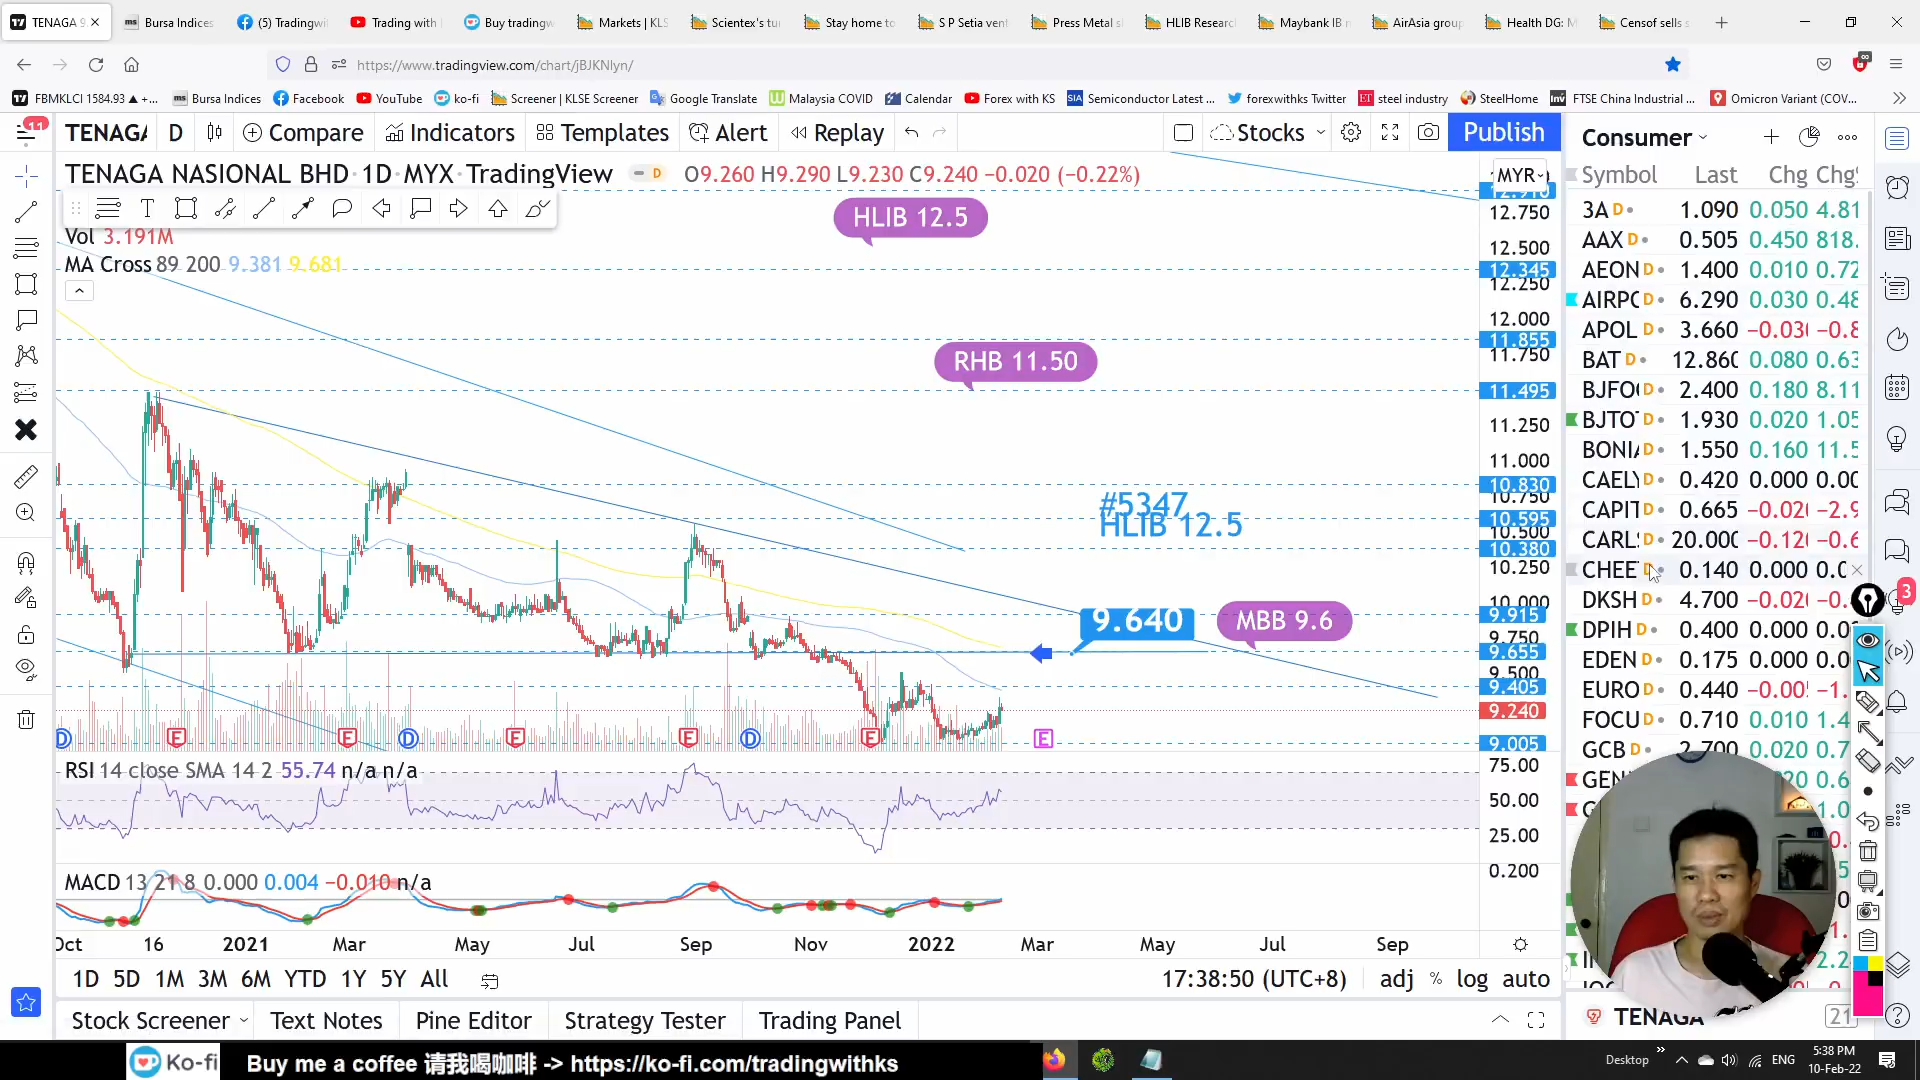 TENAGA 9.
Bursa Indices
(5) Tradingwi
Trading with
Buy tradingw
Markets | KLS
Scientex's tu
Stay home to
S P Setia vent
Press Metal s
HLIB Researc
Maybank IB
AirAsia group
Health DG: M
Censof sells s
https://www.tradingview.com/chart/jBJKNlyn/
FBMKLCI 1584.93 ▲ +...
Bursa Indices
Facebook
YouTube
ko-fi
Screener | KLSE Screener
Google Translate
Malaysia COVID
Calendar
Forex with KS
Semiconductor Latest ...
forexwithks Twitter
steel industry
SteelHome
FTSE China Industrial ...
Omicron Variant (COV...
11
TENAGA
D
Compare
Indicators
Templates
Alert
Replay
Stocks
Publish
Consumer
TENAGA NASIONAL BHD · 1D · MYX · TradingView
D
O9.260 H9.290 L9.230 C9.240 −0.020 (−0.22%)
MYR
Vol 3.191M
MA Cross 89 200 9.381 9.681
HLIB 12.5
RHB 11.50
#5347
HLIB 12.5
9.640
MBB 9.6
12.910
12.750
12.500
12.345
12.250
12.000
11.855
11.750
11.495
11.250
11.000
10.830
10.750
10.595
10.500
10.380
10.250
10.000
9.915
9.750
9.655
9.500
9.405
9.240
9.005
D E E D E E D E E
RSI 14 close SMA 14 2 55.74 n/a n/a
75.00
50.00
25.00
MACD 13 21 8 0.000 0.004 −0.010 n/a
0.200
Oct 16 2021 Mar May Jul Sep Nov 2022 Mar May Jul Sep
1D 5D 1M 3M 6M YTD 1Y 5Y All
17:38:50 (UTC+8)
adj % log auto
Stock Screener
Text Notes
Pine Editor
Strategy Tester
Trading Panel
Symbol Last Chg Chg
3A D 1.090 0.050 4.81
AAX D 0.505 0.450 818.
AEON D 1.400 0.010 0.72
AIRPO D 6.290 0.030 0.48
APOL D 3.660 −0.03 −0.8
BAT D 12.860 0.080 0.63
BJFO D 2.400 0.180 8.11
BJTO D 1.930 0.020 1.05
BONIA D 1.550 0.160 11.5
CAELY D 0.420 0.000 0.00
CAPIT D 0.665 −0.02 −2.9
CARLS D 20.000 −0.12 −0.6
CHEE D 0.140 0.000 0.0
DKSH D 4.700 −0.02 −0.
DPIH D 0.400 0.000 0.0
EDEN D 0.175 0.000 0.0
EURO D 0.440 −0.00 −1.
FOCU D 0.710 0.010 1.4
GCB D 2.700 0.020 0.7
GEN
3
TENAGA
21
Ko-fi
Buy me a coffee 请我喝咖啡 -> https://ko-fi.com/tradingwithks
Desktop
ENG
5:38 PM
10-Feb-22